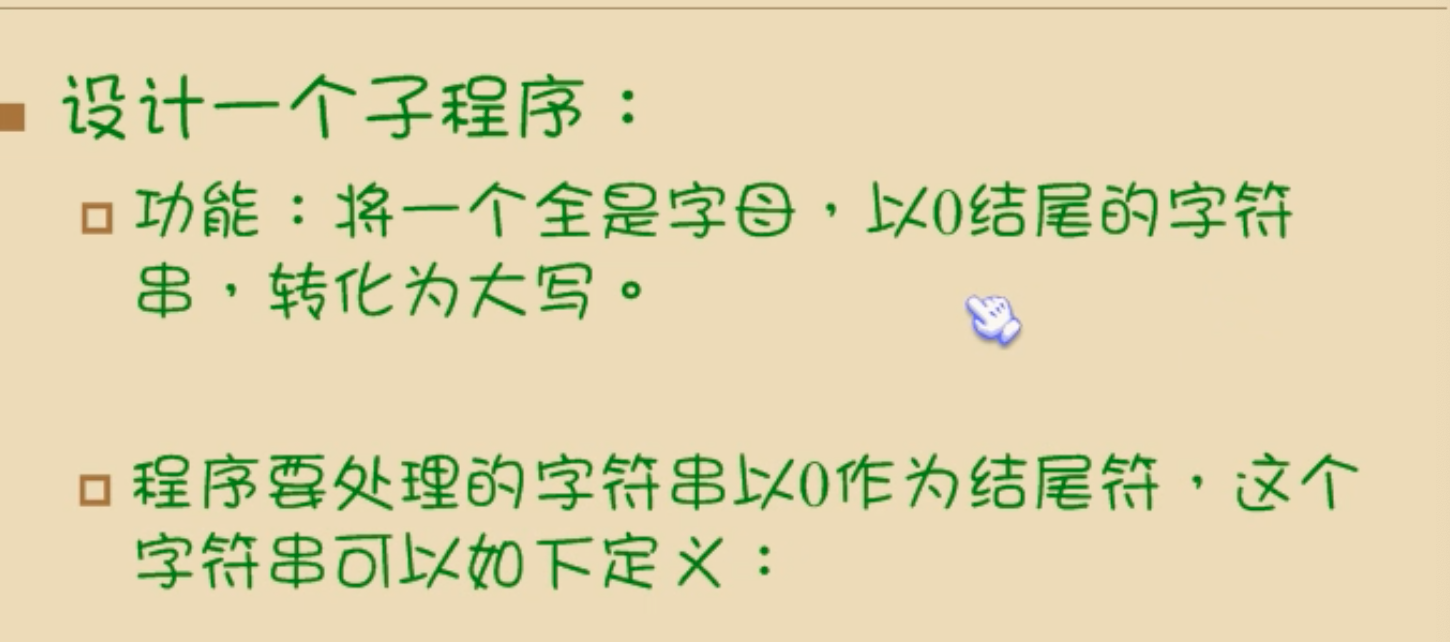 设计一个子程序：
功能：将一个全是字母，以0结尾的字符
串，转化为大写。
程序要处理的字符串以0作为结尾符，这个
字符串可以如下定义：